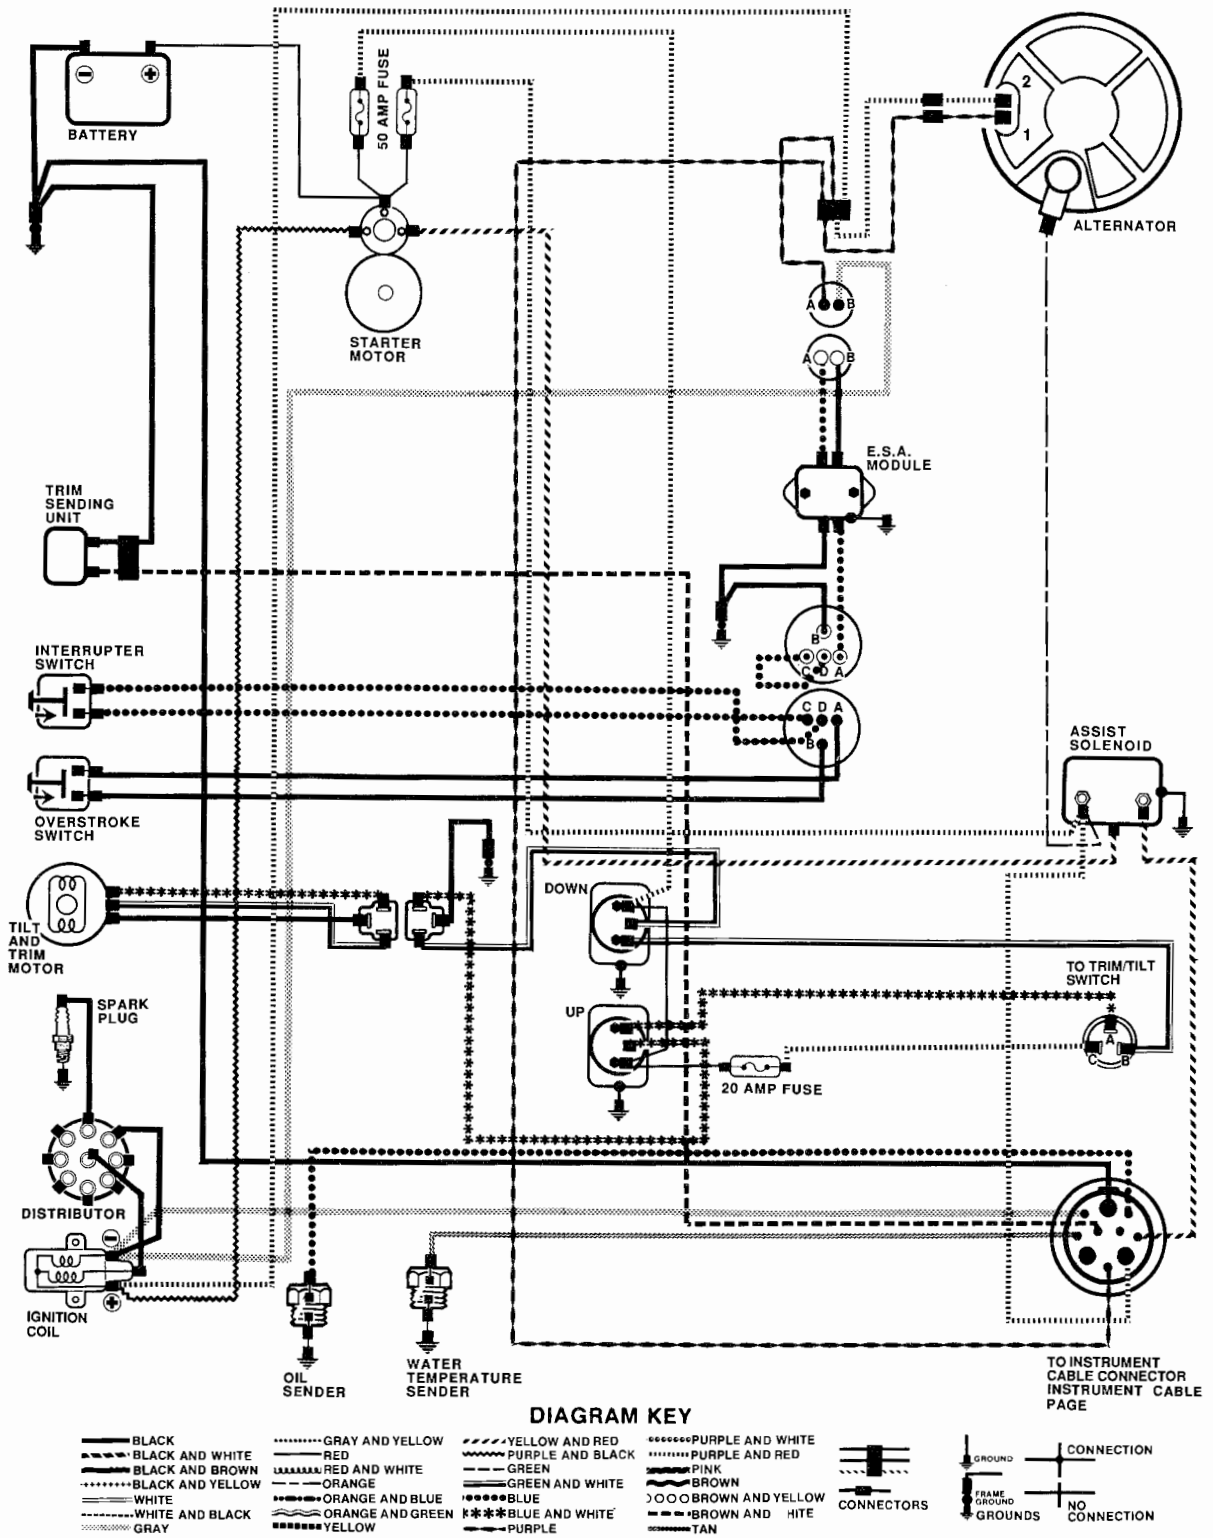 BATTERY
50 AMP FUSE
2
1
ALTERNATOR
STARTER
MOTOR
A B
A B
E.S.A.
MODULE
TRIM
SENDING
UNIT
B
C D A
INTERRUPTER
SWITCH
C D A
B
OVERSTROKE
SWITCH
ASSIST
SOLENOID
TILT
AND
TRIM
MOTOR
DOWN
TO TRIM/TILT
SWITCH
UP
A
C B
20 AMP FUSE
SPARK
PLUG
DISTRIBUTOR
IGNITION
COIL
OIL
SENDER
WATER
TEMPERATURE
SENDER
TO INSTRUMENT
CABLE CONNECTOR
INSTRUMENT CABLE
PAGE
DIAGRAM KEY
BLACK
BLACK AND WHITE
BLACK AND BROWN
BLACK AND YELLOW
WHITE
WHITE AND BLACK
GRAY
GRAY AND YELLOW
RED
RED AND WHITE
ORANGE
ORANGE AND BLUE
ORANGE AND GREEN
YELLOW
YELLOW AND RED
PURPLE AND BLACK
GREEN
GREEN AND WHITE
BLUE
BLUE AND WHITE
PURPLE
PURPLE AND WHITE
PURPLE AND RED
PINK
BROWN
BROWN AND YELLOW
BROWN AND HITE
TAN
CONNECTORS
GROUND
FRAME
GROUND
GROUNDS
CONNECTION
NO
CONNECTION